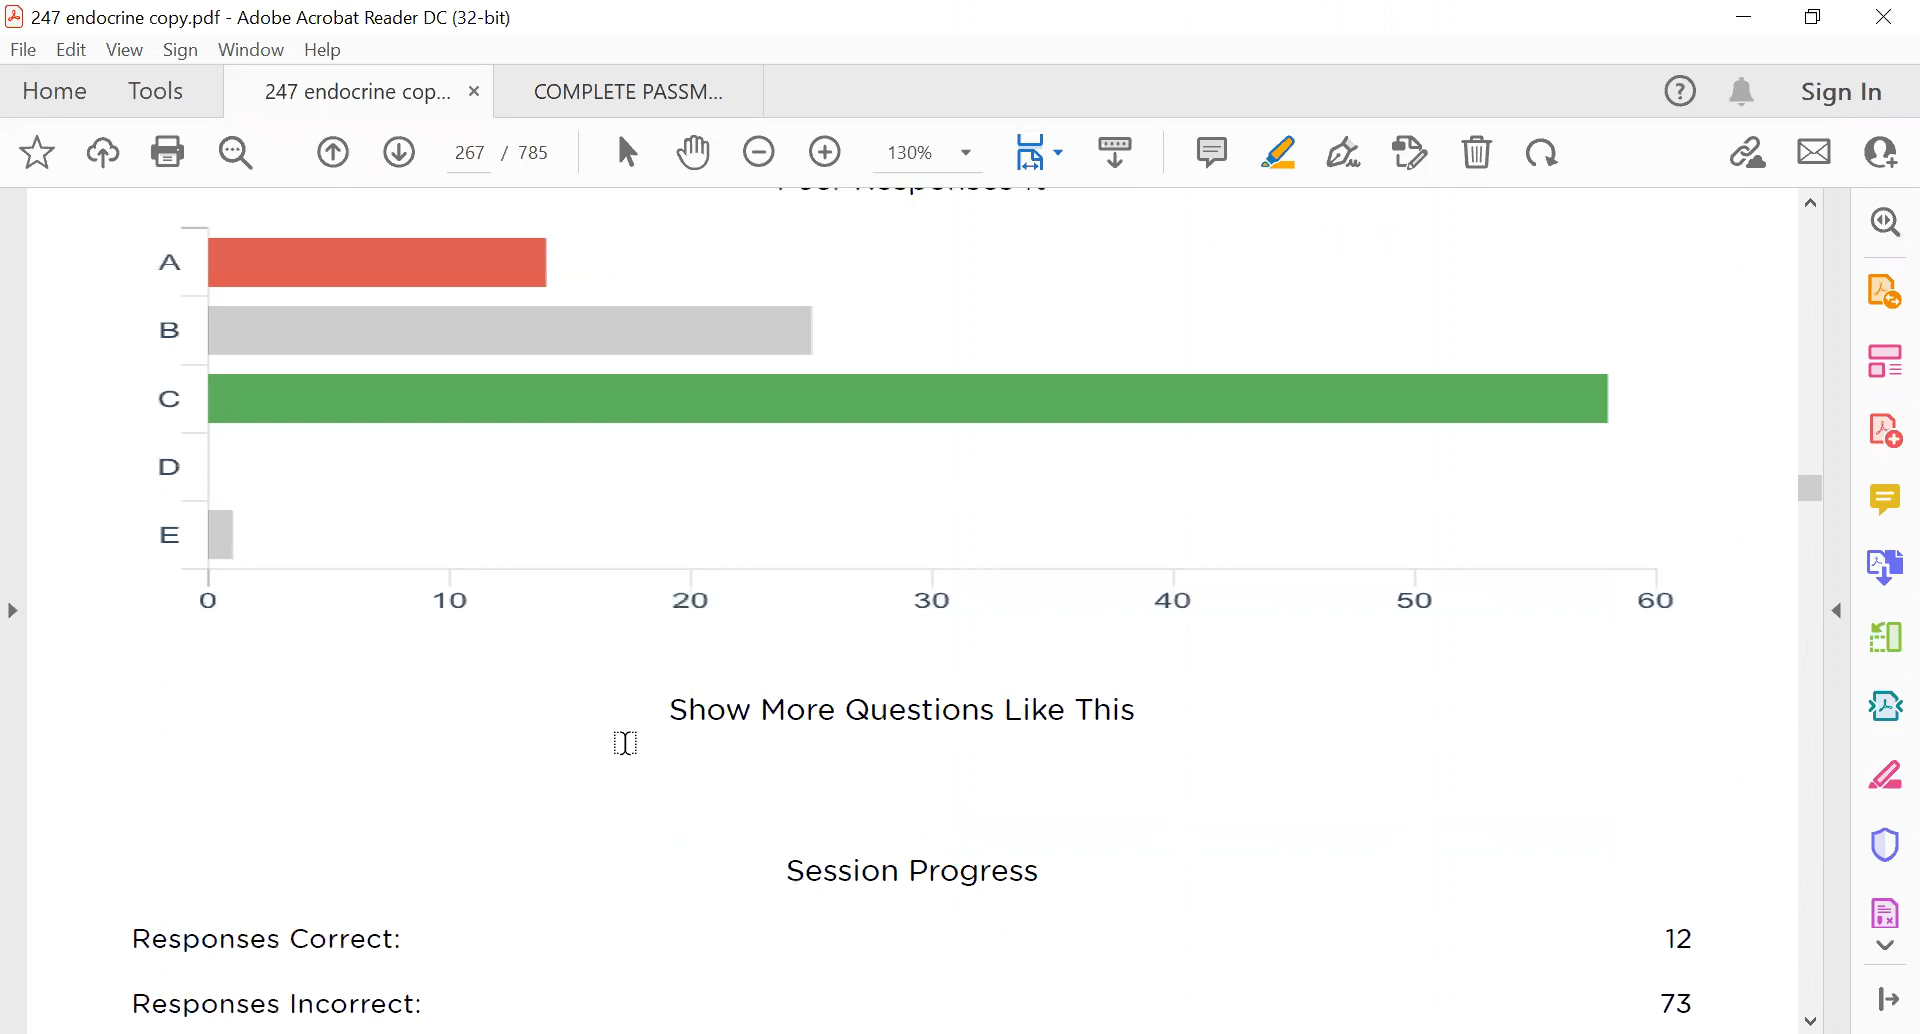 247 endocrine copy.pdf - Adobe Acrobat Reader DC (32-bit)
File Edit View Sign Window Help
Home Tools 247 endocrine cop... × COMPLETE PASSM... Sign In
267 / 785 130%
A
B
C
D
E
0 10 20 30 40 50 60
Show More Questions Like This
Session Progress
Responses Correct: 12
Responses Incorrect: 73